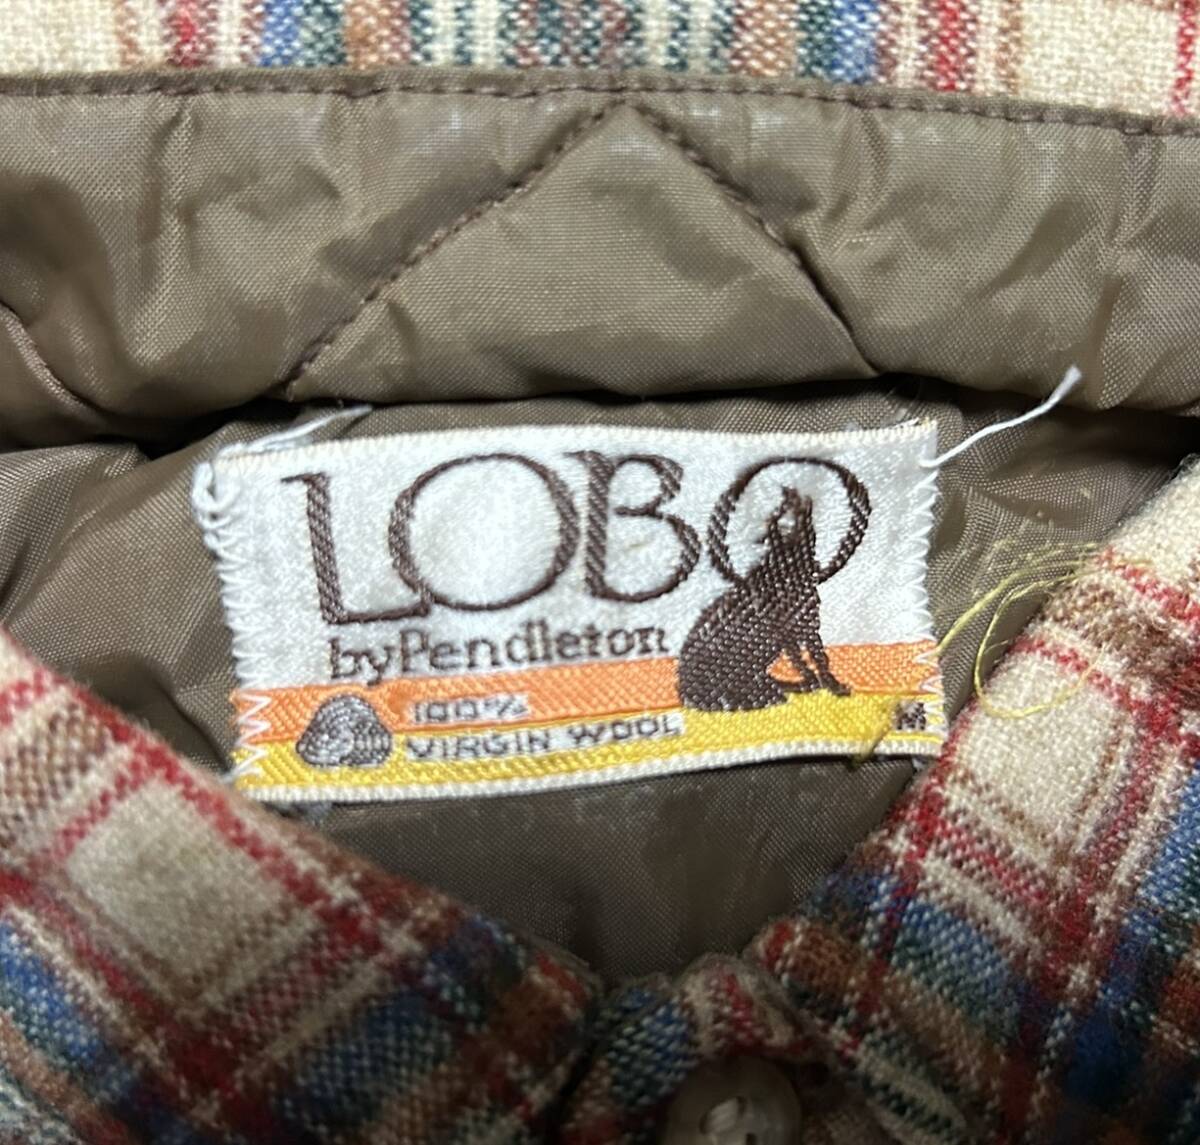 LOBO
by Pendleton
100%
VIRGIN WOOL
M